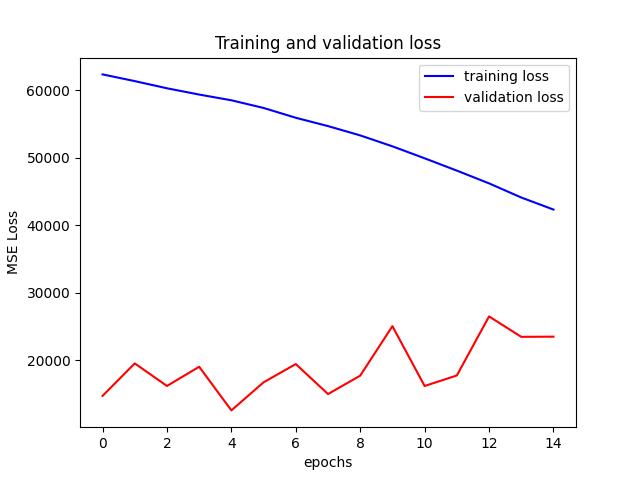 Training and validation loss
training loss
validation loss
60000
50000
40000
30000
20000
MSE Loss
0 2 4 6 8 10 12 14
epochs